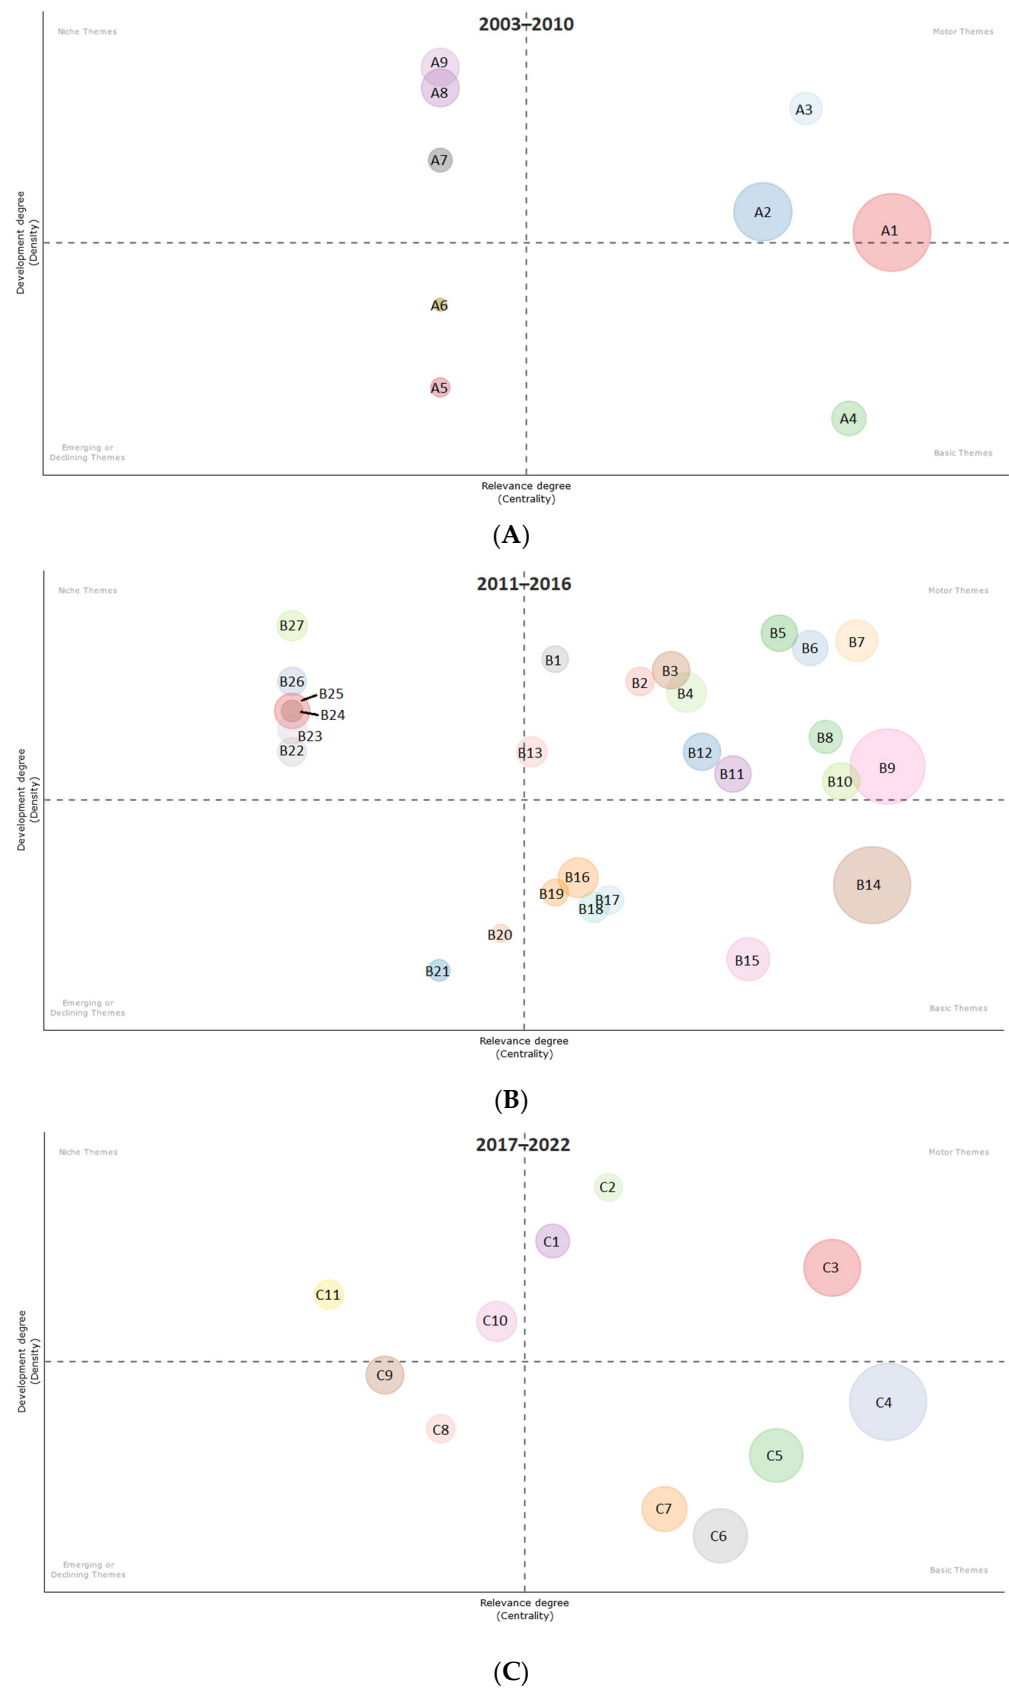 2003–2010
Niche Themes
Motor Themes
A9
A8
A3
A7
A2
A1
Development degree
(Density)
A6
A5
A4
Emerging or
Declining Themes
Basic Themes
Relevance degree
(Centrality)
(A)
2011–2016
Niche Themes
Motor Themes
B27
B5
B7
B6
B1
B3
B26
B2
B4
B25
B24
B23
B8
B22
B13
B12
B9
B11
B10
Development degree
(Density)
B16
B14
B19
B17
B18
B20
B15
B21
Emerging or
Declining Themes
Basic Themes
Relevance degree
(Centrality)
(B)
2017–2022
Niche Themes
Motor Themes
C2
C1
C3
C11
C10
Development degree
(Density)
C9
C4
C8
C5
C7
C6
Emerging or
Declining Themes
Basic Themes
Relevance degree
(Centrality)
(C)